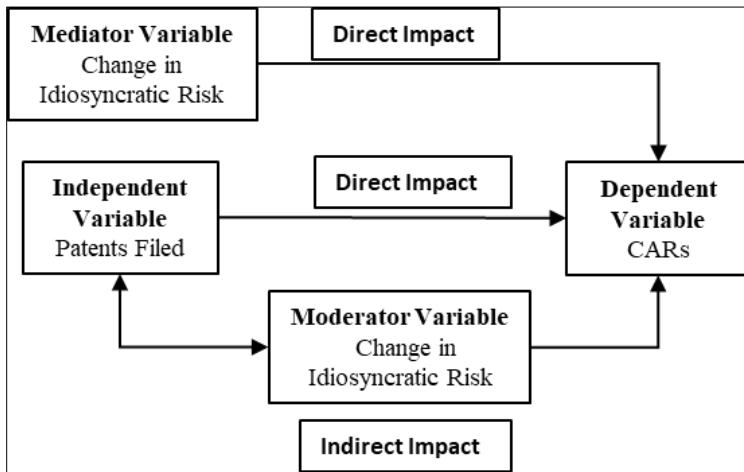 Mediator Variable
Change in
Idiosyncratic Risk
Direct Impact
Direct Impact
Independent
Variable
Patents Filed
Dependent
Variable
CARs
Moderator Variable
Change in
Idiosyncratic Risk
Indirect Impact